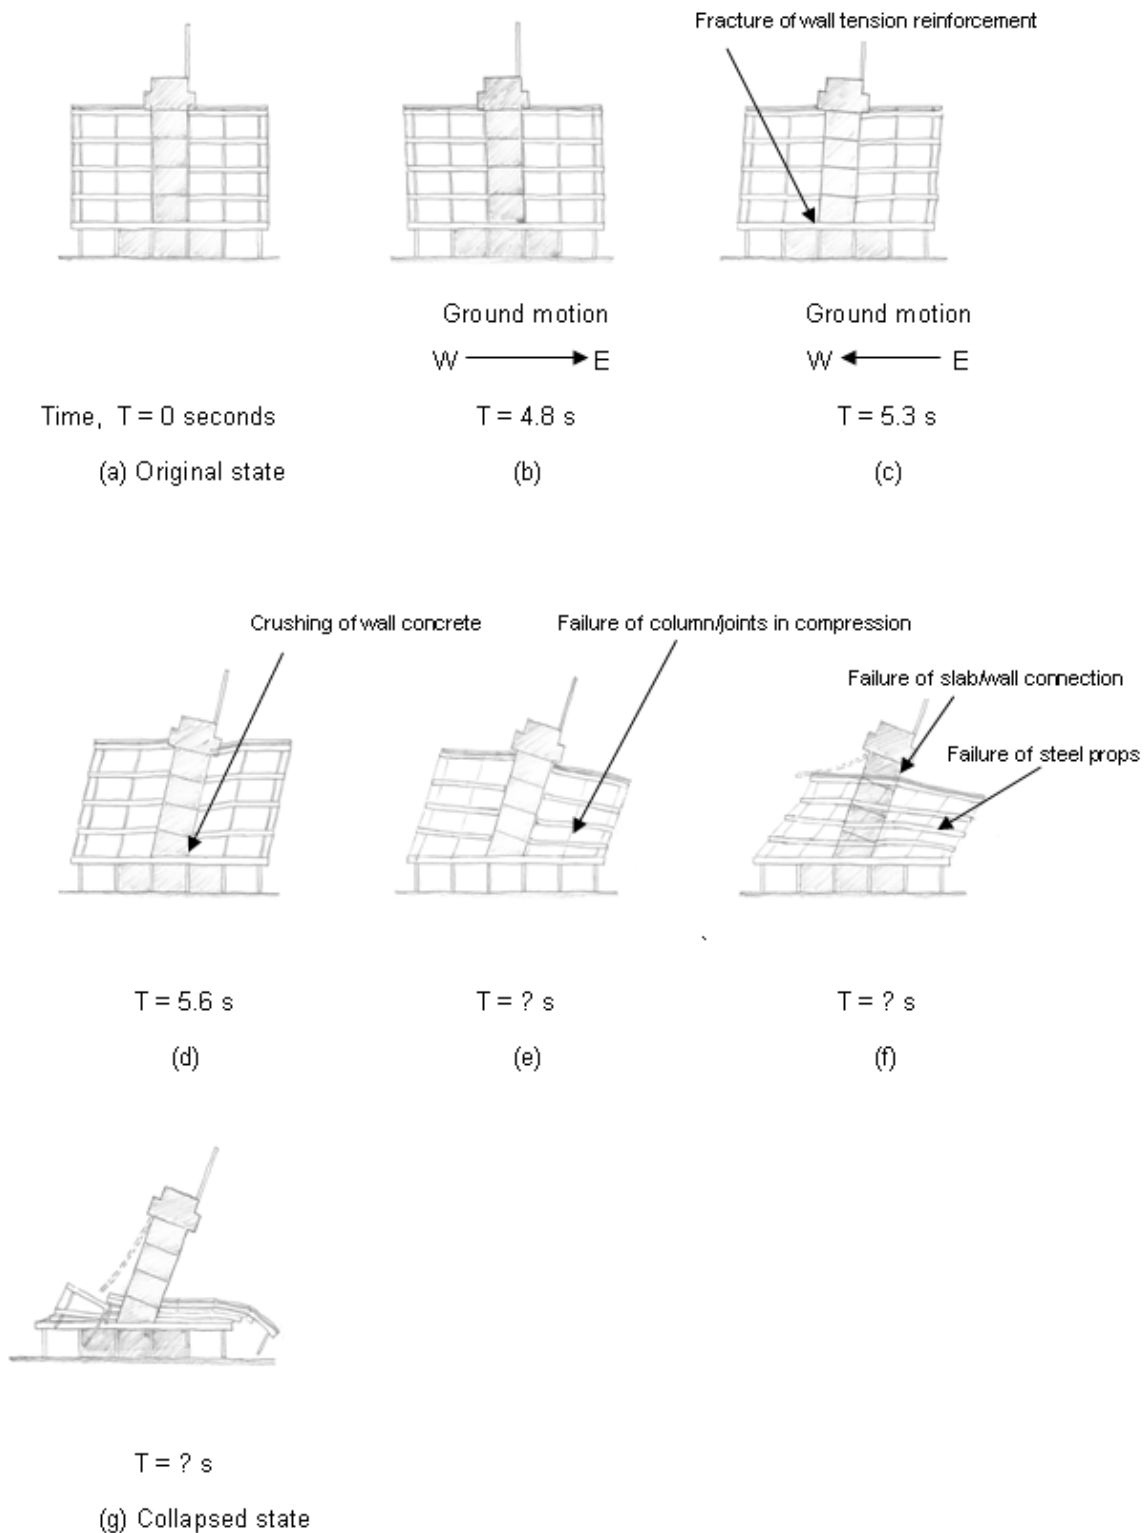 Fracture of wall tension reinforcement
Ground motion
W E
Ground motion
W E
Time, T = 0 seconds
T = 4.8 s
T = 5.3 s
(a) Original state
(b)
(c)
Crushing of wall concrete
Failure of column/joints in compression
Failure of slab/wall connection
Failure of steel props
T = 5.6 s
T = ? s
T = ? s
(d)
(e)
(f)
T = ? s
(g) Collapsed state